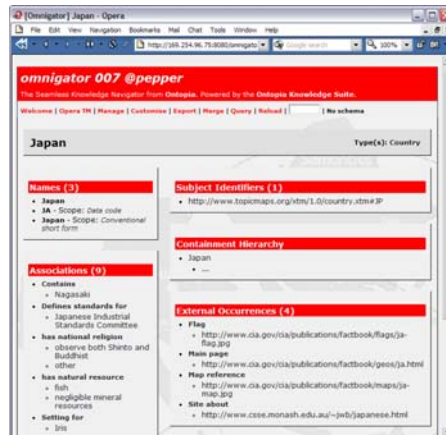 [Omnigator] Japan - Opera
File Edit View Navigation Bookmarks Mail Chat Tools Window Help
http://169.254.96.79:8080/omnigato
Google search
100%
omnigator 007 @pepper
The Seamless Knowledge Navigator from Ontopia. Powered by the Ontopia Knowledge Suite.
Welcome | Opera TM | Manage | Customise | Export | Merge | Query | Reload | | No schema
Japan
Type(s): Country
Names (3)
Japan
JA - Scope: Data code
Japan - Scope: Conventional
short form
Associations (9)
Contains
Nagasaki
Defines standards for
Japanese Industrial
Standards Committee
has national religion
observe both Shinto and
Buddhist
other
has natural resource
fish
negligible mineral
resources
Setting for
Iris
Subject Identifiers (1)
http://www.topicmaps.org/xtm/1.0/country.xtm#JP
Containment Hierarchy
Japan
...
External Occurrences (4)
Flag
http://www.cia.gov/cia/publications/factbook/flags/ja-
flag.jpg
Main page
http://www.cia.gov/cia/publications/factbook/geos/ja.html
Map reference
http://www.cia.gov/cia/publications/factbook/maps/ja-
map.jpg
Site about
http://www.csse.monash.edu.au/~jwb/japanese.html